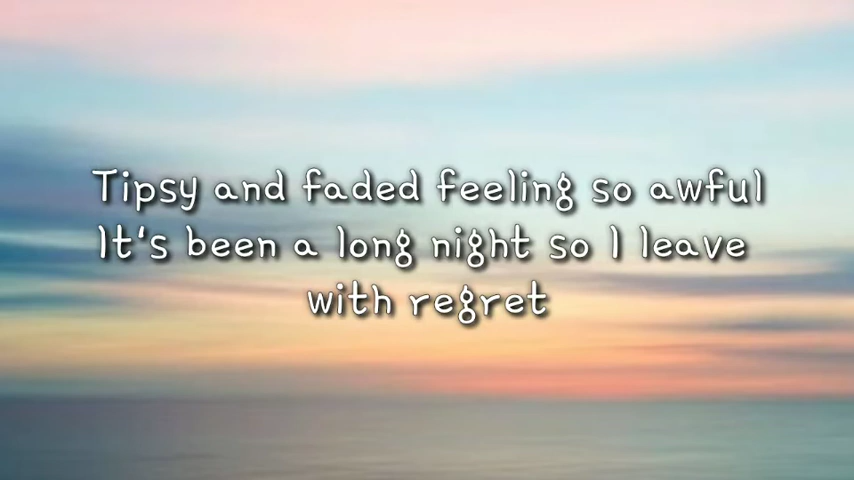 Tipsy and faded feeling so awful
It's been a long night so I leave
with regret